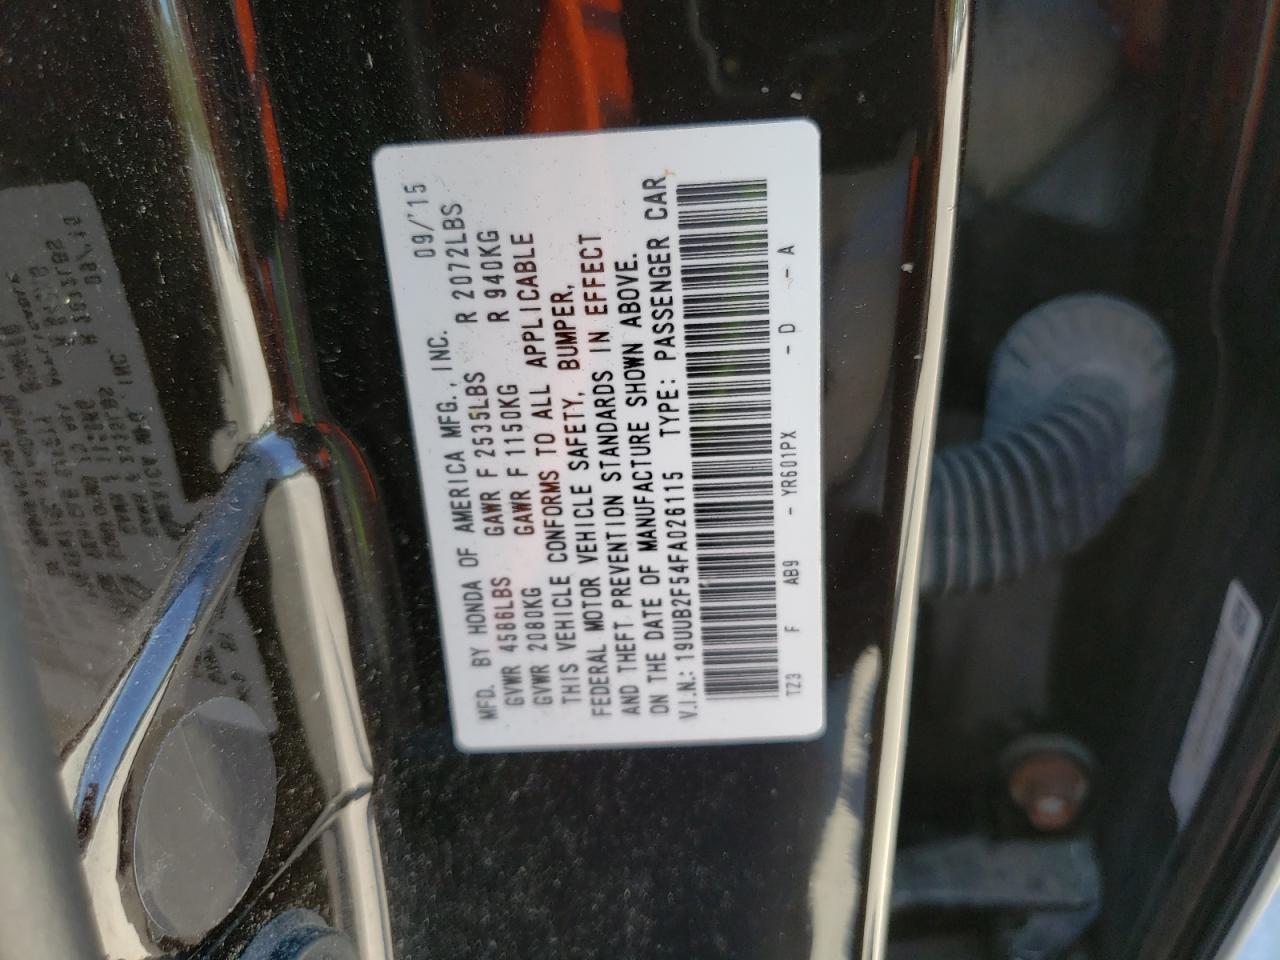 MFD. BY HONDA OF AMERICA MFG., INC. 09/'15
GVWR 4586LBS GAWR F 2535LBS R 2072LBS
GVWR 2080KG GAWR F 1150KG R 940KG
THIS VEHICLE CONFORMS TO ALL APPLICABLE
FEDERAL MOTOR VEHICLE SAFETY, BUMPER,
AND THEFT PREVENTION STANDARDS IN EFFECT
ON THE DATE OF MANUFACTURE SHOWN ABOVE.
V.I.N.: 19UUB2F54FA026115 TYPE: PASSENGER CAR
TZ3 F AB9 - YR601PX - D - A